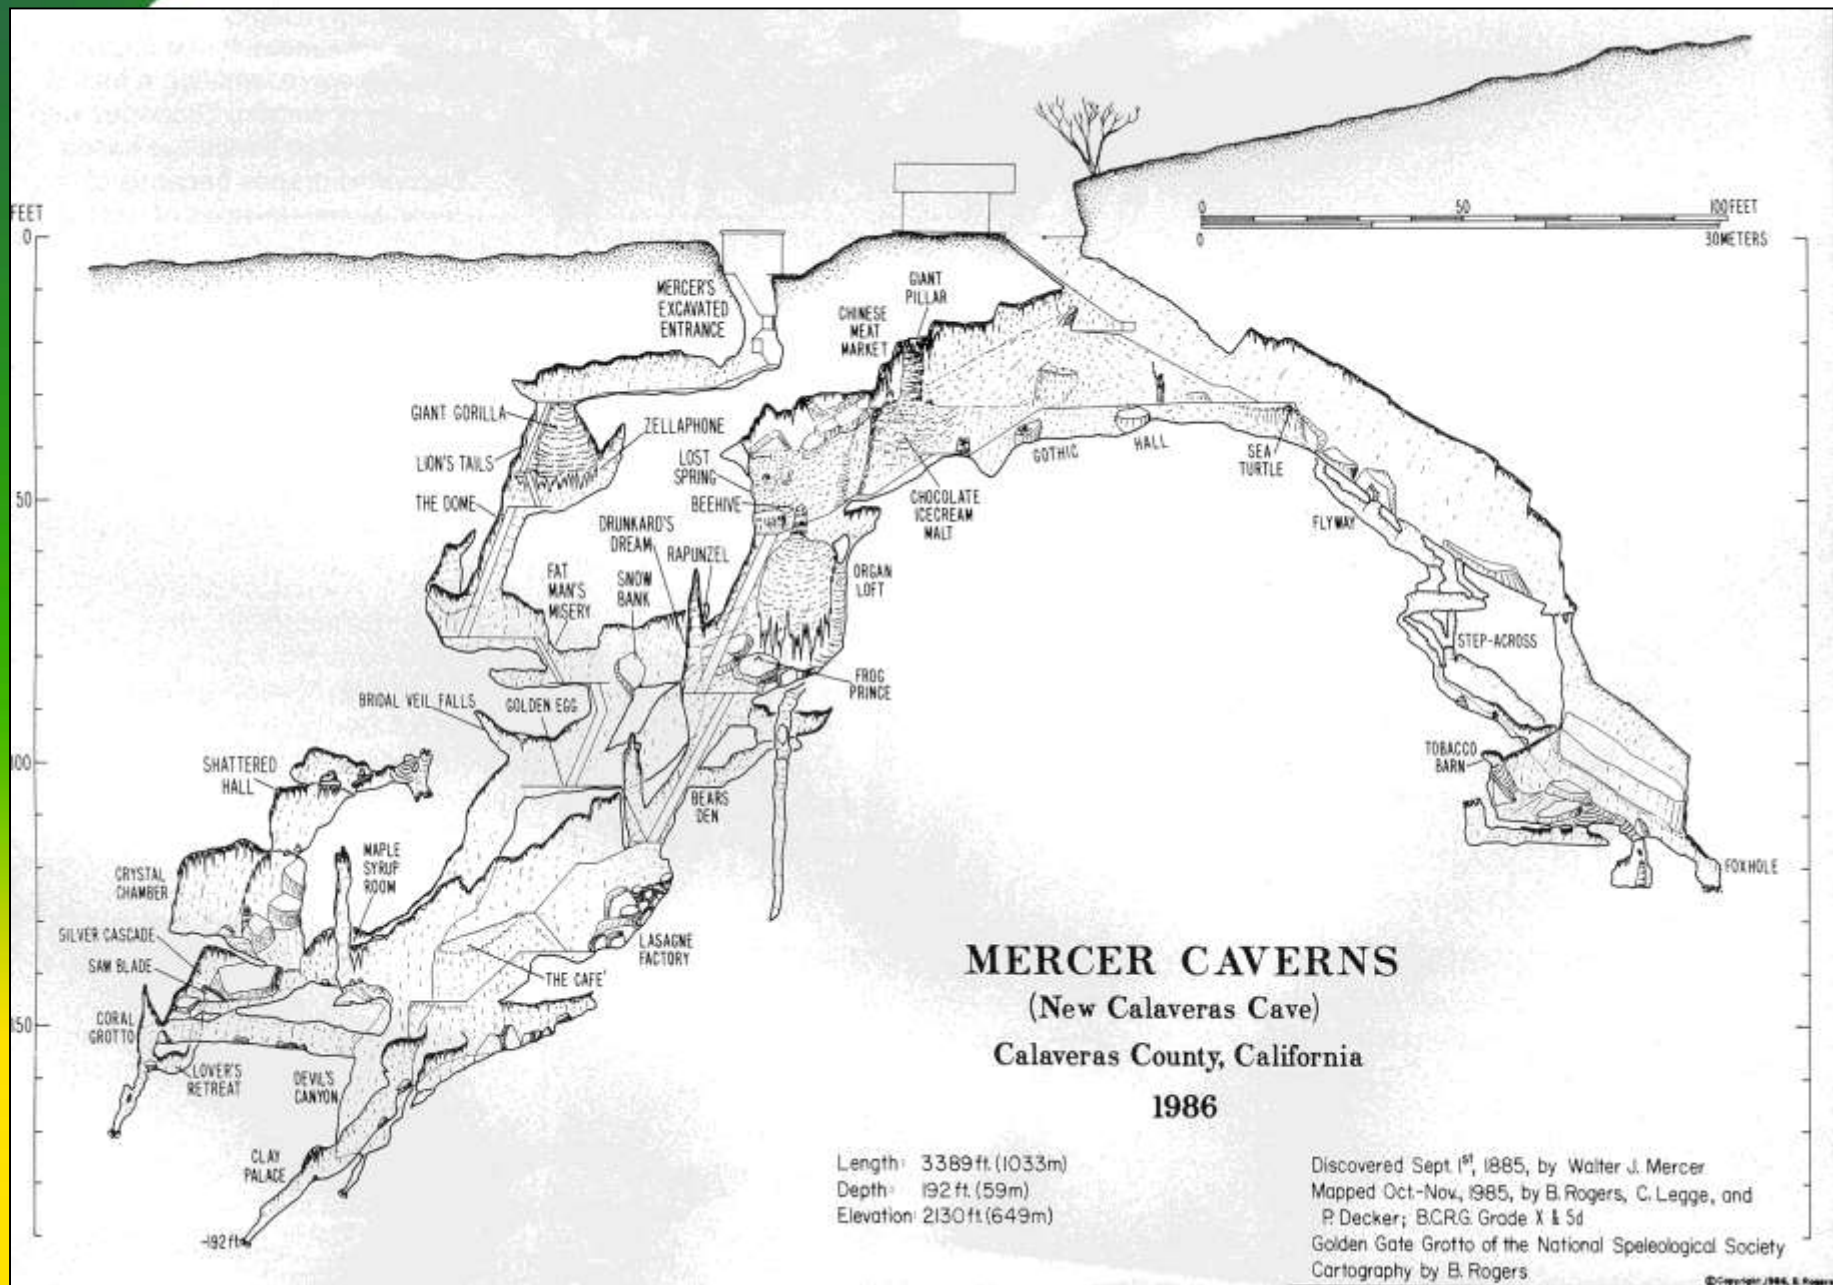 FEET
0
50
100
150
-192ft.
0 50 100 FEET
0 30 METERS
MERCER'S
EXCAVATED
ENTRANCE
GIANT
PILLAR
CHINESE
MEAT
MARKET
GIANT GORILLA
ZELLAPHONE
LION'S TAILS
LOST
SPRING
THE DOME
BEEHIVE
DRUNKARD'S
DREAM
RAPUNZEL
FAT
MAN'S
MISERY
SNOW
BANK
ORGAN
LOFT
CHOCOLATE
ICECREAM
MALT
GOTHIC HALL
SEA
TURTLE
FLYWAY
STEP-ACROSS
FROG
PRINCE
BRIDAL VEIL FALLS
GOLDEN EGG
TOBACCO
BARN
SHATTERED
HALL
BEARS
DEN
FOXHOLE
MAPLE
SYRUP
ROOM
CRYSTAL
CHAMBER
SILVER CASCADE
SAW BLADE
LASAGNE
FACTORY
THE CAFE'
CORAL
GROTTO
LOVER'S
RETREAT
DEVIL'S
CANYON
CLAY
PALACE
MERCER CAVERNS
(New Calaveras Cave)
Calaveras County, California
1986
Length: 3389 ft. (1033m)
Depth: 192 ft. (59m)
Elevation: 2130 ft (649m)
Discovered Sept. 1st, 1885, by Walter J. Mercer
Mapped Oct.-Nov., 1985, by B. Rogers, C. Legge, and
P. Decker; B.C.R.G. Grade X & 5d
Golden Gate Grotto of the National Speleological Society
Cartography by B. Rogers